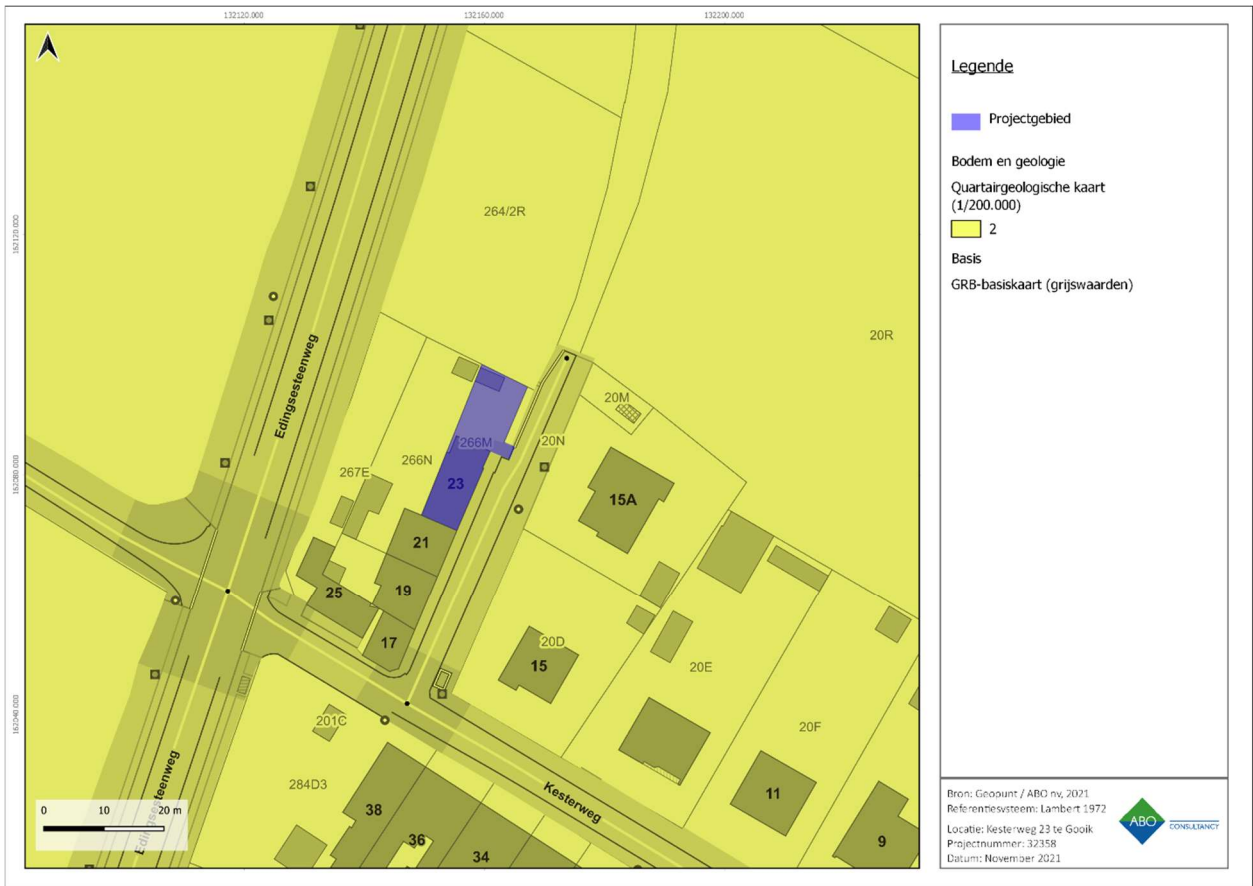 132120.000 132160.000 132200.000
162120.000
162080.000
162040.000
264/2R
20R
Edingsesteenweg
20M
266M
20N
266N
267E
23
15A
21
25
19
17
20D
15
20E
201C
20F
284D3
Kesterweg
11
38
36
34
9
Edingsesteenweg
0 10 20 m
Legende
Projectgebied
Bodem en geologie
Quartairgeologische kaart
(1/200.000)
2
Basis
GRB-basiskaart (grijswaarden)
Bron: Geopunt / ABO nv, 2021
Referentiesysteem: Lambert 1972
Locatie: Kesterweg 23 te Gooik
Projectnummer: 32358
Datum: November 2021
ABO
CONSULTANCY